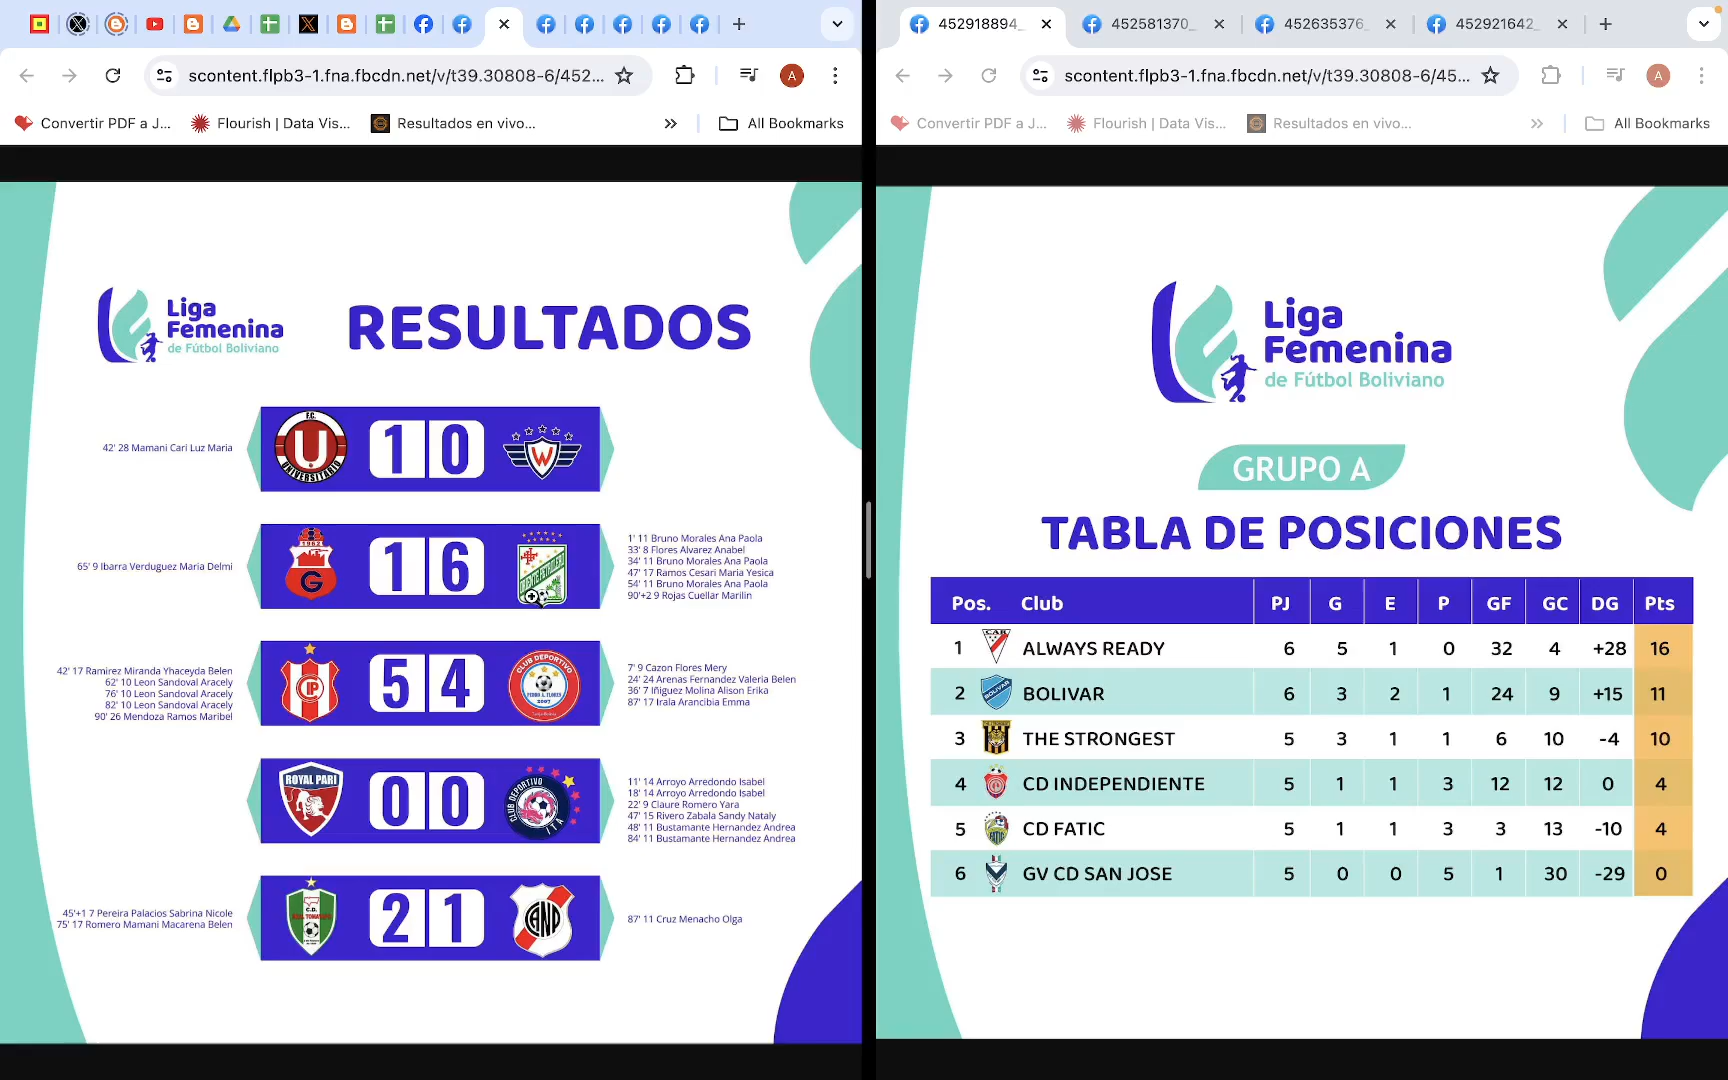 452918894_
452581370_
452635376_
452921642_
scontent.flpb3-1.fna.fbcdn.net/v/t39.30808-6/452...
A
scontent.flpb3-1.fna.fbcdn.net/v/t39.30808-6/45...
A
Convertir PDF a J...
Flourish | Data Vis...
Resultados en vivo...
All Bookmarks
Convertir PDF a J...
Flourish | Data Vis...
Resultados en vivo...
All Bookmarks
Liga
Femenina
de Fútbol Boliviano
RESULTADOS
42' 28 Mamani Cari Luz Maria
F.C.
U
UNIVERSITARIO
1 0
W
65' 9 Ibarra Verduguez Maria Delmi
G
1 6
1' 11 Bruno Morales Ana Paola
33' 8 Flores Alvarez Anabel
34' 11 Bruno Morales Ana Paola
47' 17 Ramos Cesari Maria Yesica
54' 11 Bruno Morales Ana Paola
90'+2 9 Rojas Cuellar Marilin
42' 17 Ramirez Miranda Yhaceyda Belen
62' 10 Leon Sandoval Aracely
76' 10 Leon Sandoval Aracely
82' 10 Leon Sandoval Aracely
90' 26 Mendoza Ramos Maribel
5 4
CLUB DEPORTIVO
7' 9 Cazon Flores Mery
24' 24 Arenas Fernandez Valeria Belen
36' 7 Iñiguez Molina Alison Erika
87' 17 Irala Arancibia Emma
ROYAL PARI
0 0
CLUB DEPORTIVO
ITA
11' 14 Arroyo Arredondo Isabel
18' 14 Arroyo Arredondo Isabel
22' 9 Claure Romero Yara
47' 15 Rivero Zabala Sandy Nataly
48' 11 Bustamante Hernandez Andrea
84' 11 Bustamante Hernandez Andrea
45'+1 7 Pereira Palacios Sabrina Nicole
75' 17 Romero Mamani Macarena Belen
C.D.
2 1
CANP
87' 11 Cruz Menacho Olga
Liga
Femenina
de Fútbol Boliviano
GRUPO A
TABLA DE POSICIONES
Pos. Club PJ G E P GF GC DG Pts
1 ALWAYS READY 6 5 1 0 32 4 +28 16
2 BOLIVAR 6 3 2 1 24 9 +15 11
3 THE STRONGEST 5 3 1 1 6 10 -4 10
4 CD INDEPENDIENTE 5 1 1 3 12 12 0 4
5 CD FATIC 5 1 1 3 3 13 -10 4
6 GV CD SAN JOSE 5 0 0 5 1 30 -29 0